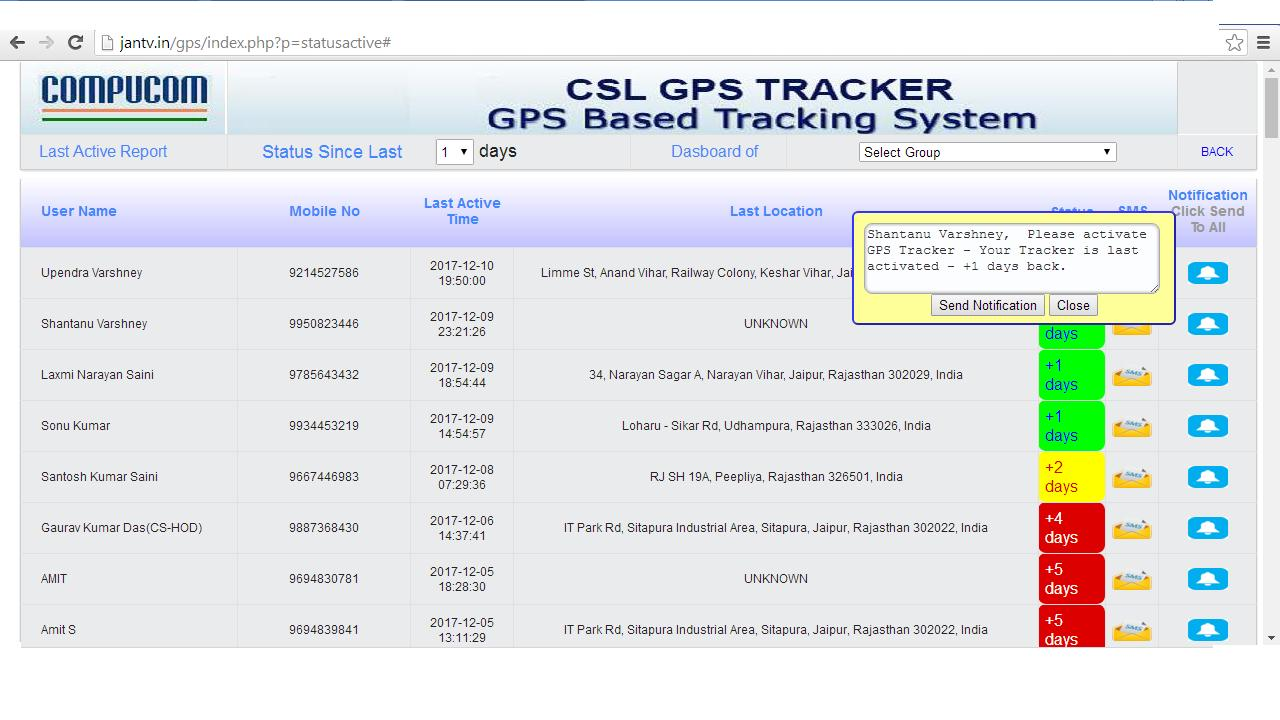 jantv.in/gps/index.php?p=statusactive#
COMPUCOM
CSL GPS TRACKER
GPS Based Tracking System
Last Active Report Status Since Last 1 days Dasboard of Select Group BACK
User Name Mobile No Last Active Time Last Location Status SMS Notification Click Send To All
Shantanu Varshney, Please activate
GPS Tracker - Your Tracker is last
activated - +1 days back.
Send Notification Close
Upendra Varshney 9214527586 2017-12-10 19:50:00 Limme St, Anand Vihar, Railway Colony, Keshar Vihar,
Shantanu Varshney 9950823446 2017-12-09 23:21:26 UNKNOWN days
Laxmi Narayan Saini 9785643432 2017-12-09 18:54:44 34, Narayan Sagar A, Narayan Vihar, Jaipur, Rajasthan 302029, India +1 days SMS
Sonu Kumar 9934453213 2017-12-09 14:54:57 Loharu - Sikar Rd, Udhampura, Rajasthan 333026, India +1 days SMS
Santosh Kumar Saini 9667446983 2017-12-08 07:29:36 RJ SH 19A, Peepliya, Rajasthan 326501, India +2 days SMS
Gaurav Kumar Das(CS-HOD) 9887368474 2017-12-06 14:37:41 IT Park Rd, Sitapura Industrial Area, Sitapura, Jaipur, Rajasthan 302022, India +4 days SMS
AMIT 9694830781 2017-12-05 18:28:30 UNKNOWN +5 days SMS
Amit S 9694839841 2017-12-05 13:11:29 IT Park Rd, Sitapura Industrial Area, Sitapura, Jaipur, Rajasthan 302022, India +5 days SMS